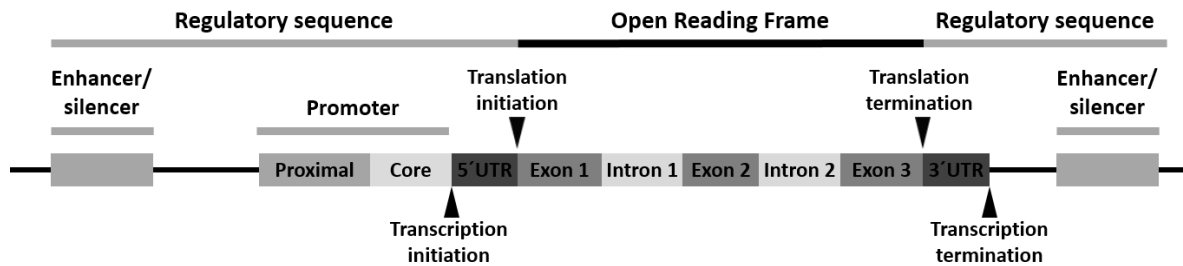 Regulatory sequence
Open Reading Frame
Regulatory sequence
Enhancer/
silencer
Promoter
Translation
initiation
Translation
termination
Enhancer/
silencer
Proximal
Core
5´UTR
Exon 1
Intron 1
Exon 2
Intron 2
Exon 3
3´UTR
Transcription
initiation
Transcription
termination